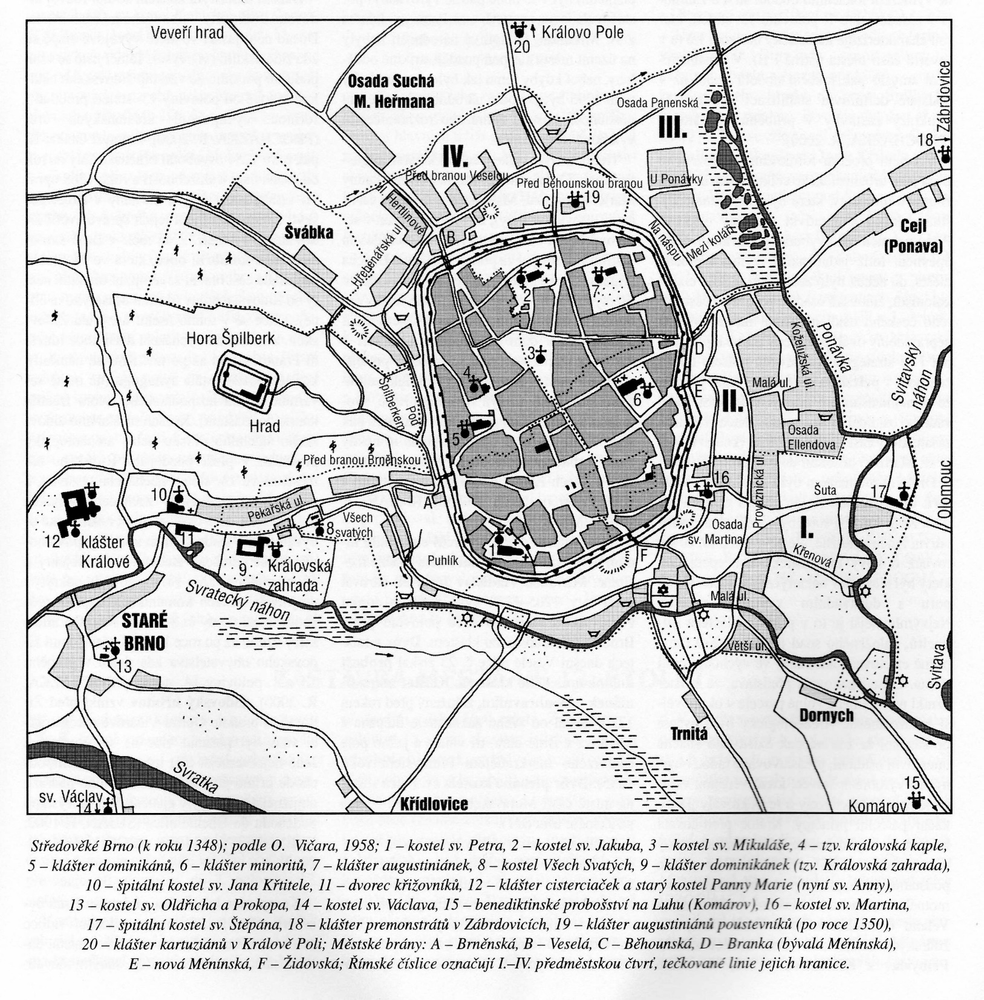 Veveří hrad
20
Královo Pole
Osada Suchá
M. Heřmana
Osada Panenská
III.
18
Zábrdovice
IV.
Před branou Veselou
Před Běhounskou branou
U Ponávky
ul. Hertlinové
C
19
Švábka
B
Hřebenářská ul.
Na náspu
Mezi koláři
Cejl
(Ponava)
2
7
Hora Špilberk
3
D
Koželužská ul.
Ponávka
Svitavský
náhon
4
Pod
Špilberkem
6
E
Malá ul.
II.
Hrad
5
Osada
Ellendova
Před branou Brněnskou
16
Provaznická ul.
Šuta
17
Olomouc
10
A
Pekařská ul.
Všech
svatých
8
Osada
sv. Martina
I.
12
klášter
Králové
11
9
Královská
zahrada
Puhlík
1
F
Křenová
Svratecký náhon
Malá ul.
STARÉ
BRNO
13
Větší ul.
Svitava
Dornych
Trnitá
Svratka
sv. Václav
14
Křídlovice
15
Komárov
Středověké Brno (k roku 1348); podle O. Vičara, 1958; 1 – kostel sv. Petra, 2 – kostel sv. Jakuba, 3 – kostel sv. Mikuláše, 4 – tzv. královská kaple,
5 – klášter dominikánů, 6 – klášter minoritů, 7 – klášter augustiniánek, 8 – kostel Všech Svatých, 9 – klášter dominikánek (tzv. Královská zahrada),
10 – špitální kostel sv. Jana Křtitele, 11 – dvorec křižovníků, 12 – klášter cisterciaček a starý kostel Panny Marie (nyní sv. Anny),
13 – kostel sv. Oldřicha a Prokopa, 14 – kostel sv. Václava, 15 – benediktinské probošství na Luhu (Komárov), 16 – kostel sv. Martina,
17 – špitální kostel sv. Štěpána, 18 – klášter premonstrátů v Zábrdovicích, 19 – klášter augustiniánů poustevníků (po roce 1350),
20 – klášter kartuziánů v Králově Poli; Městské brány: A – Brněnská, B – Veselá, C – Běhounská, D – Branka (bývalá Měnínská),
E – nová Měnínská, F – Židovská; Římské číslice označují I.–IV. předměstskou čtvrť, tečkované linie jejich hranice.